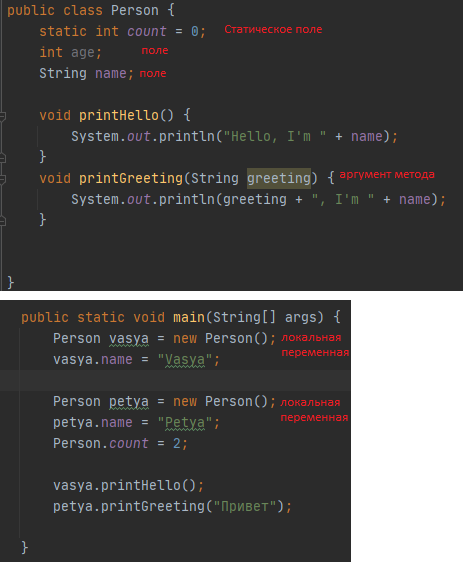 public class Person {
static int count = 0; Статическое поле
int age; поле
String name; поле
void printHello() {
System.out.println("Hello, I'm " + name);
}
void printGreeting(String greeting) { аргумент метода
System.out.println(greeting + ", I'm " + name);
}
}
public static void main(String[] args) {
Person vasya = new Person(); локальная
vasya.name = "Vasya"; переменная
Person petya = new Person(); локальная
petya.name = "Petya"; переменная
Person.count = 2;
vasya.printHello();
petya.printGreeting("Привет");
}